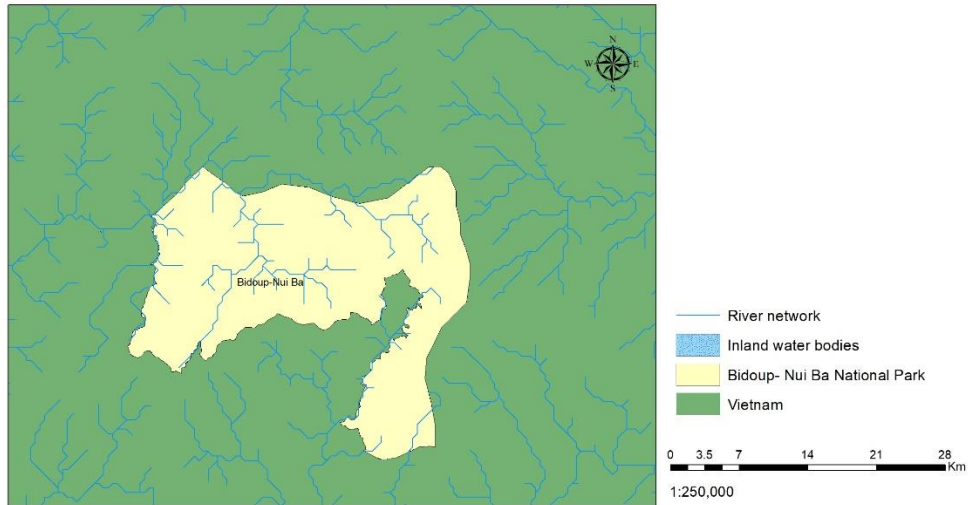 N
W E
S
Bidoup-Nui Ba
River network
Inland water bodies
Bidoup- Nui Ba National Park
Vietnam
0 3.5 7 14 21 28
Km
1:250,000